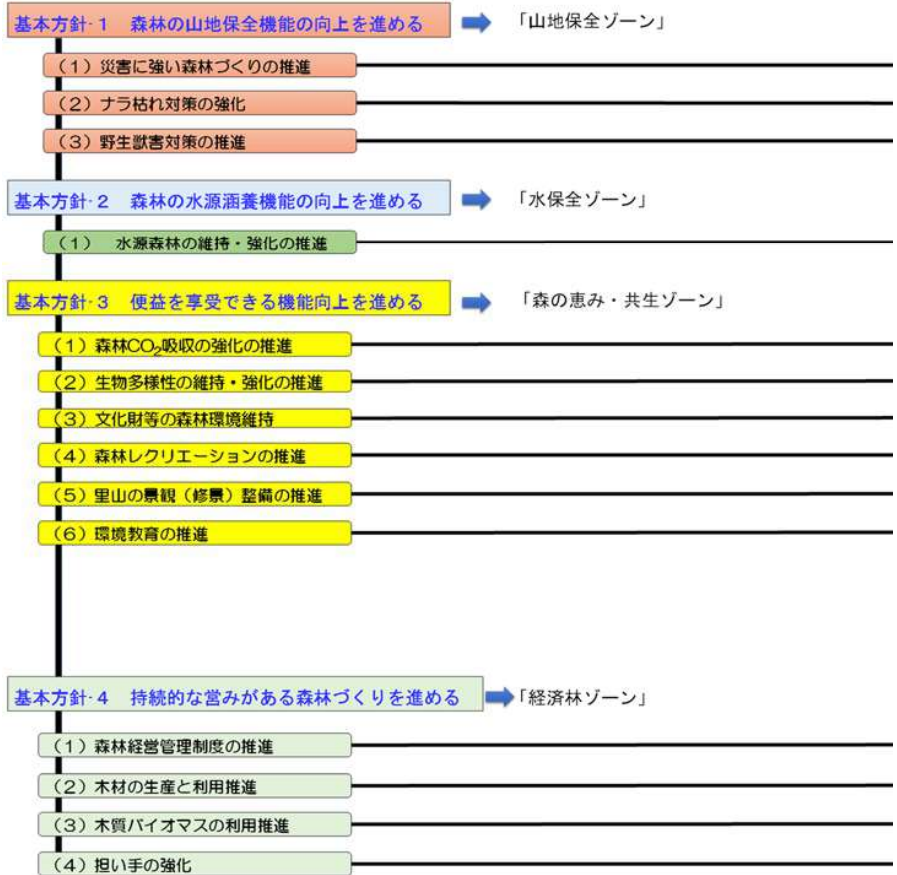 基本方針-1 森林の山地保全機能の向上を進める 「山地保全ゾーン」
(1)災害に強い森林づくりの推進
(2)ナラ枯れ対策の強化
(3)野生獣害対策の推進
基本方針-2 森林の水源涵養機能の向上を進める 「水保全ゾーン」
(1) 水源森林の維持・強化の推進
基本方針-3 便益を享受できる機能向上を進める 「森の恵み・共生ゾーン」
(1)森林CO₂吸収の強化の推進
(2)生物多様性の維持・強化の推進
(3)文化財等の森林環境維持
(4)森林レクリエーションの推進
(5)里山の景観(修景)整備の推進
(6)環境教育の推進
基本方針-4 持続的な営みがある森林づくりを進める 「経済林ゾーン」
(1)森林経営管理制度の推進
(2)木材の生産と利用推進
(3)木質バイオマスの利用推進
(4)担い手の強化